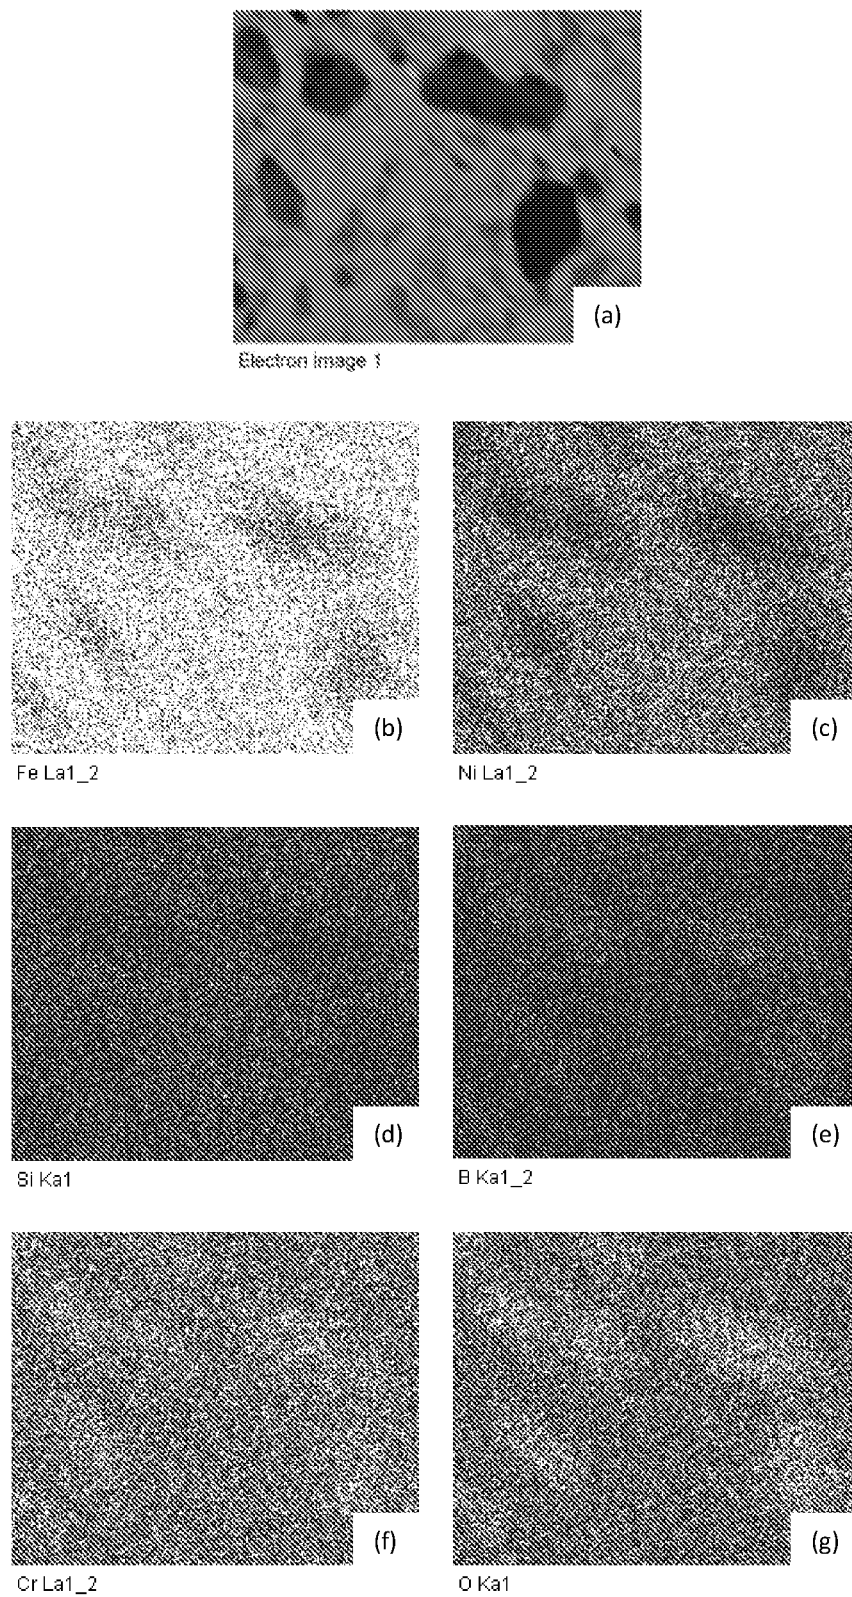 (a)
Electron Image 1
(b)
(c)
Fe La1_2
Ni La1_2
(d)
(e)
Si Ka1
B Ka1_2
(f)
(g)
Cr La1_2
O Ka1